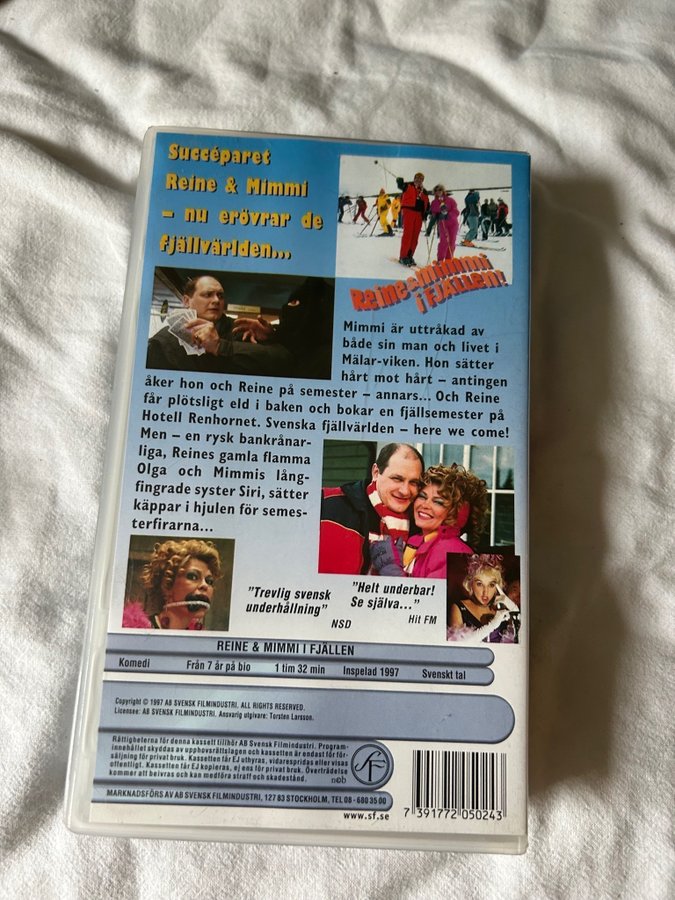 Succéparet
Reine & Mimmi
– nu erövrar de
fjällvärlden...
Reine & Mimmi
i FJÄLLEN!
Mimmi är uttråkad av
både sin man och livet i
Mälar-viken. Hon sätter
hårt mot hårt – antingen
åker hon och Reine på semester – annars... Och Reine
får plötsligt eld i baken och bokar en fjällsemester på
Hotell Renhornet. Svenska fjällvärlden – here we come!
Men – en rysk bankrånar-
liga, Reines gamla flamma
Olga och Mimmis lång-
fingrade syster Siri, sätter
käppar i hjulen för semes-
terfirarna...
"Trevlig svensk
underhållning"
NSD
"Helt underbar!
Se själva..."
Hit FM
REINE & MIMMI I FJÄLLEN
Komedi Från 7 år på bio 1 tim 32 min Inspelad 1997 Svenskt tal
Copyright © 1997 AB SVENSK FILMINDUSTRI. ALL RIGHTS RESERVED.
Licensee: AB SVENSK FILMINDUSTRI. Ansvarig utgivare: Torsten Larsson.
Rättigheterna för denna kassett tillhör AB Svensk Filmindustri. Program-
innehållet skyddas av upphovsrättslagen och kassetten är endast för för-
säljning för privat bruk. Kassetten får EJ uthyras, vidarespridas eller visas
offentligt. Kassetten får EJ kopieras, ej ens för privat bruk. Överträdelse
kommer att beivras och kan medföra straff och skadestånd.
SF
n©b
MARKNADSFÖRS AV AB SVENSK FILMINDUSTRI, 127 83 STOCKHOLM, TEL 08 - 680 35 00
www.sf.se
7 391772 050243